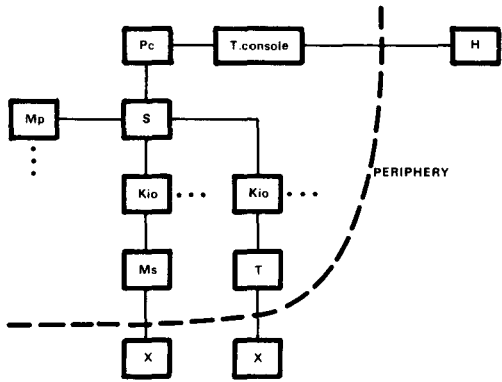 Pc T.console H
Mp S
Kio ... Kio ...
PERIPHERY
Ms T
X X